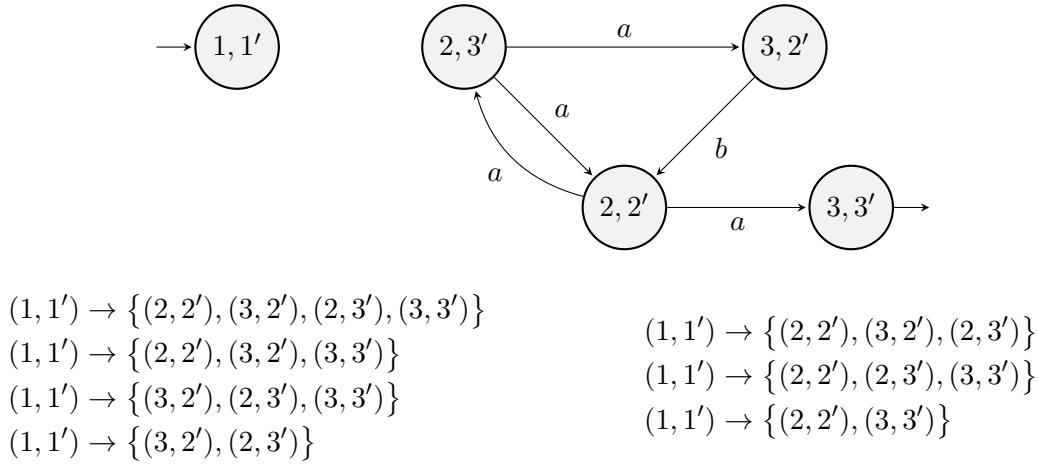 1, 1′
2, 3′
a
3, 2′
a
b
a
2, 2′
a
3, 3′
(1, 1′) → {(2, 2′), (3, 2′), (2, 3′), (3, 3′)}
(1, 1′) → {(2, 2′), (3, 2′), (3, 3′)}
(1, 1′) → {(3, 2′), (2, 3′), (3, 3′)}
(1, 1′) → {(3, 2′), (2, 3′)}
(1, 1′) → {(2, 2′), (3, 2′), (2, 3′)}
(1, 1′) → {(2, 2′), (2, 3′), (3, 3′)}
(1, 1′) → {(2, 2′), (3, 3′)}